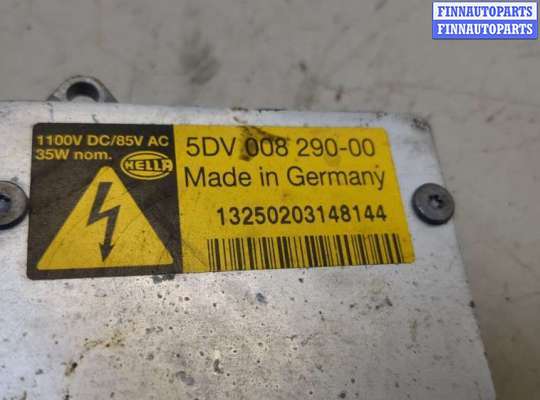 FINNAUTOPARTS
FINNAUTOPARTS
1100V DC/85V AC
35W nom.
HELLA
5DV 008 290-00
Made in Germany
13250203148144